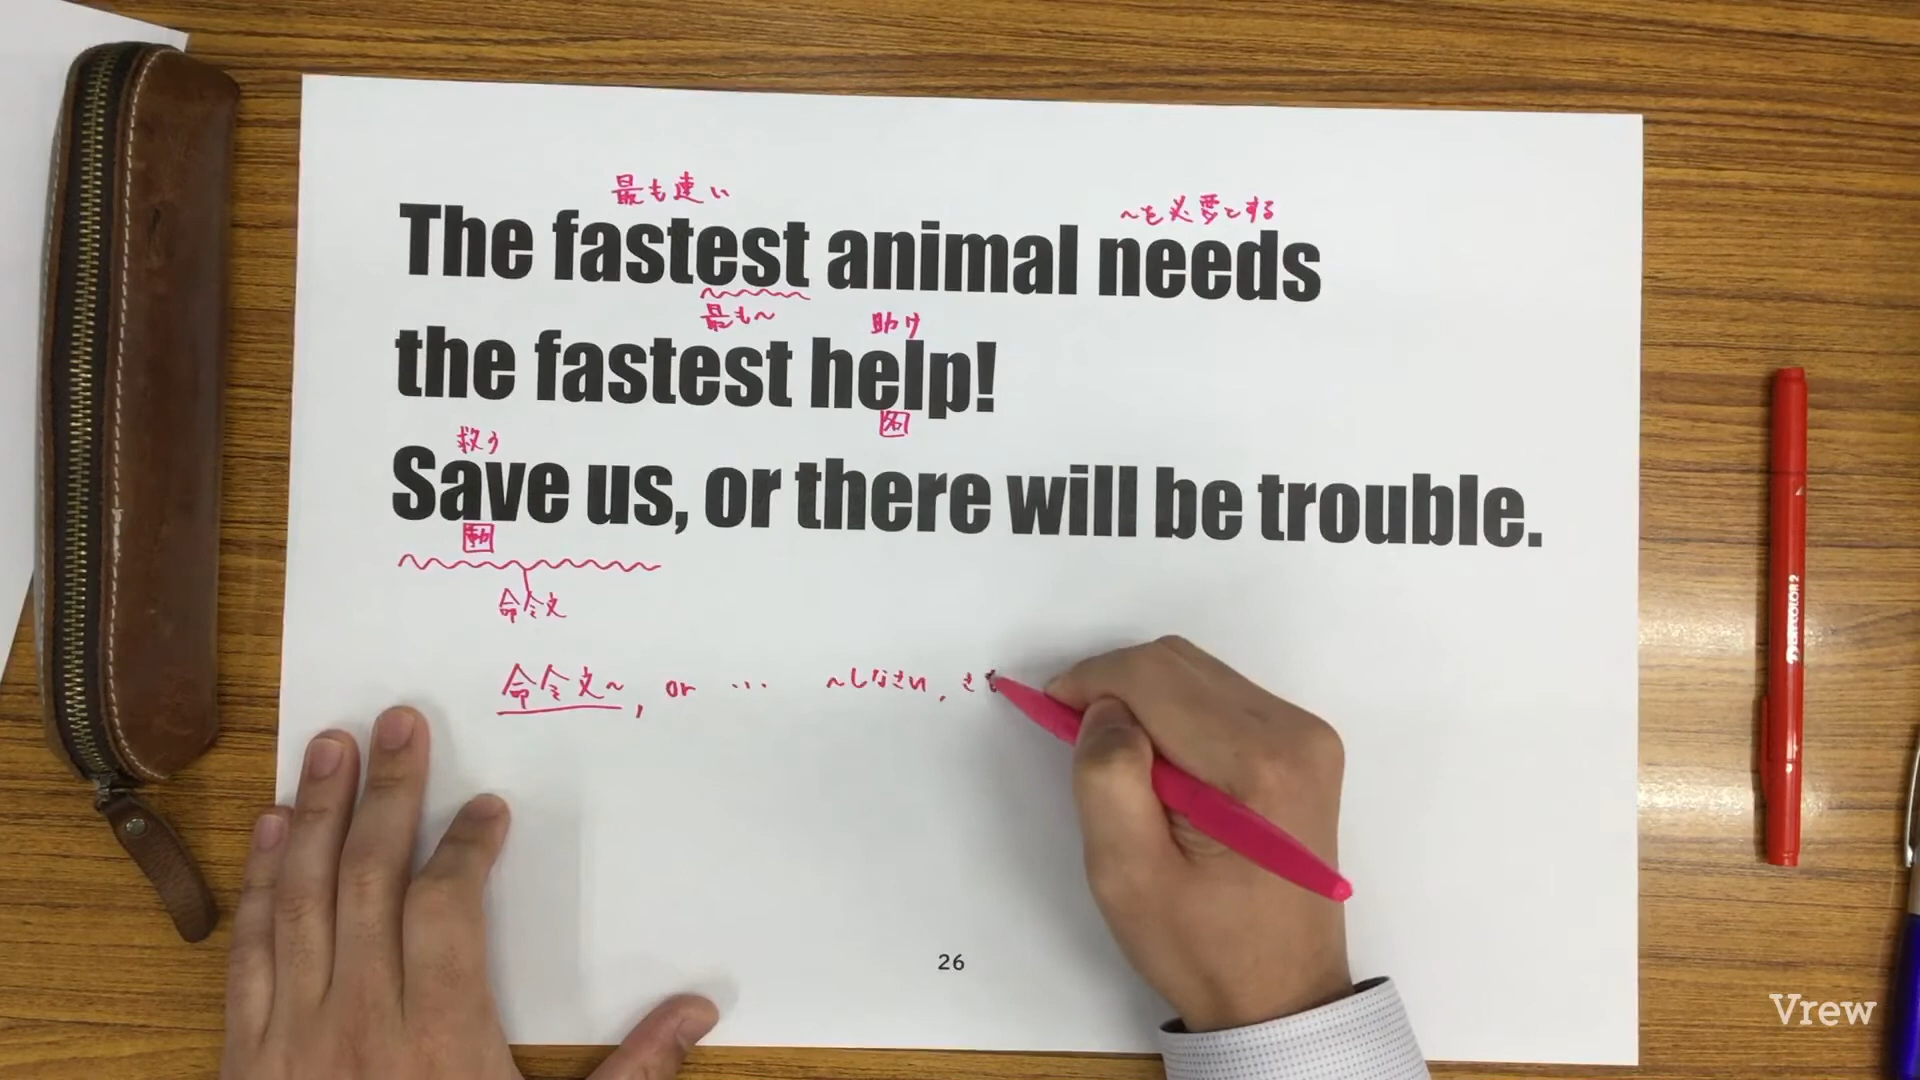 最も速い
~を必要とする
The fastest animal needs
最も~
助け
the fastest help!
名
救う
Save us, or there will be trouble.
動
命令文
命令文~, or … ~しなさい, さも
26
Vrew